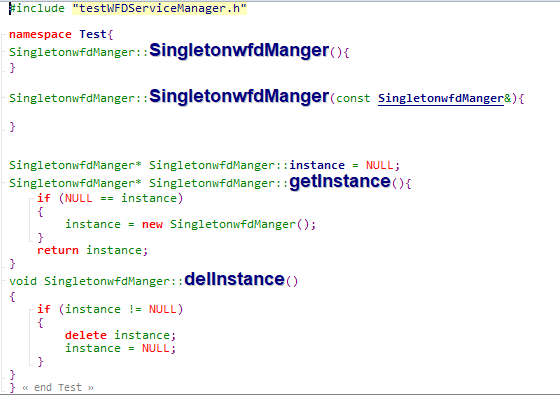 #include "testWFDServiceManager.h"
namespace Test{
SingletonwfdManger::SingletonwfdManger(){
}
SingletonwfdManger::SingletonwfdManger(const SingletonwfdManger&){
}
SingletonwfdManger* SingletonwfdManger::instance = NULL;
SingletonwfdManger* SingletonwfdManger::getInstance(){
if (NULL == instance)
{
instance = new SingletonwfdManger();
}
return instance;
}
void SingletonwfdManger::delInstance()
{
if (instance != NULL)
{
delete instance;
instance = NULL;
}
}
} « end Test »